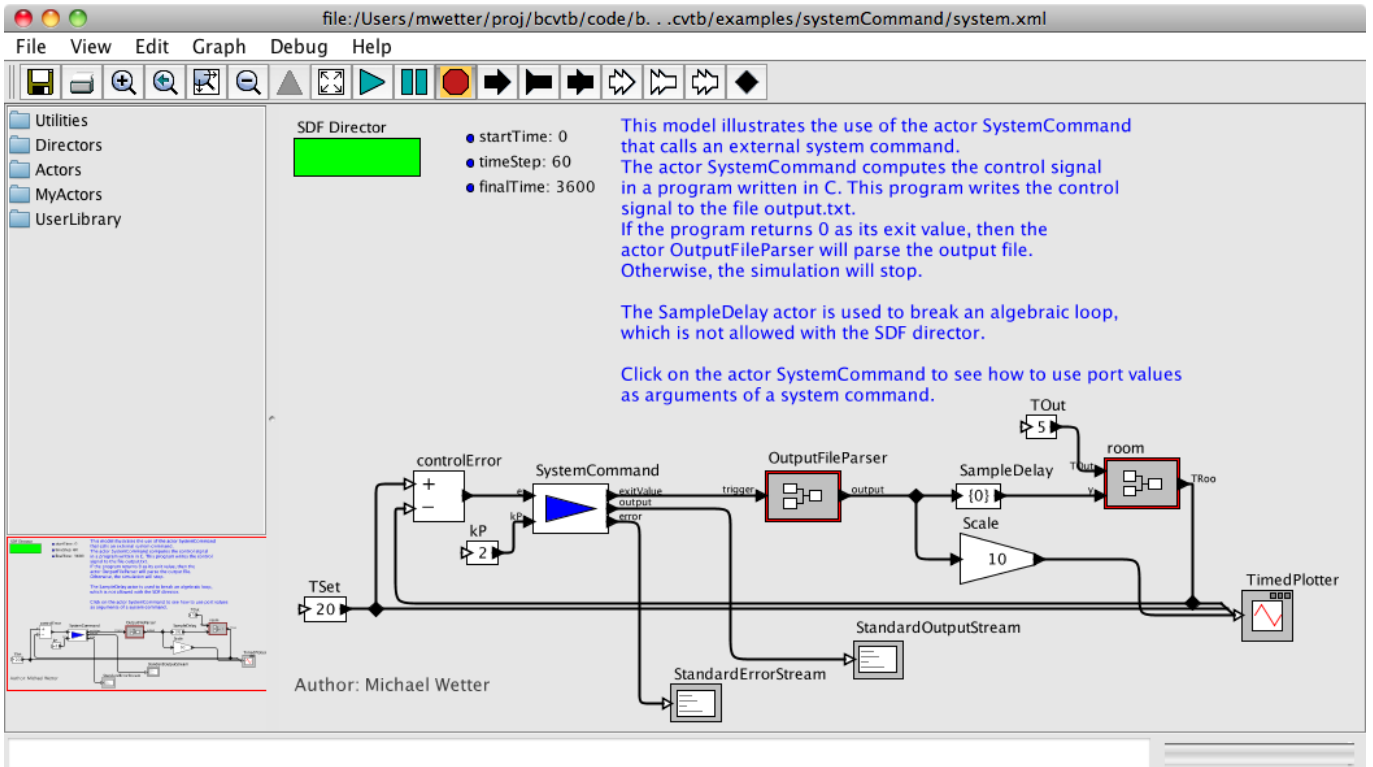 file:/Users/mwetter/proj/bcvtb/code/b. . .cvtb/examples/systemCommand/system.xml
File View Edit Graph Debug Help
Utilities
Directors
Actors
MyActors
UserLibrary
SDF Director
startTime: 0
timeStep: 60
finalTime: 3600
This model illustrates the use of the actor SystemCommand
that calls an external system command.
The actor SystemCommand computes the control signal
in a program written in C. This program writes the control
signal to the file output.txt.
If the program returns 0 as its exit value, then the
actor OutputFileParser will parse the output file.
Otherwise, the simulation will stop.
The SampleDelay actor is used to break an algebraic loop,
which is not allowed with the SDF director.
Click on the actor SystemCommand to see how to use port values
as arguments of a system command.
TOut
5
controlError
+
−
SystemCommand
e
kP
exitValue
output
error
kP
2
OutputFileParser
trigger
output
SampleDelay
{0}
room
TOut
y
TRoo
Scale
10
TSet
20
TimedPlotter
StandardOutputStream
StandardErrorStream
Author: Michael Wetter